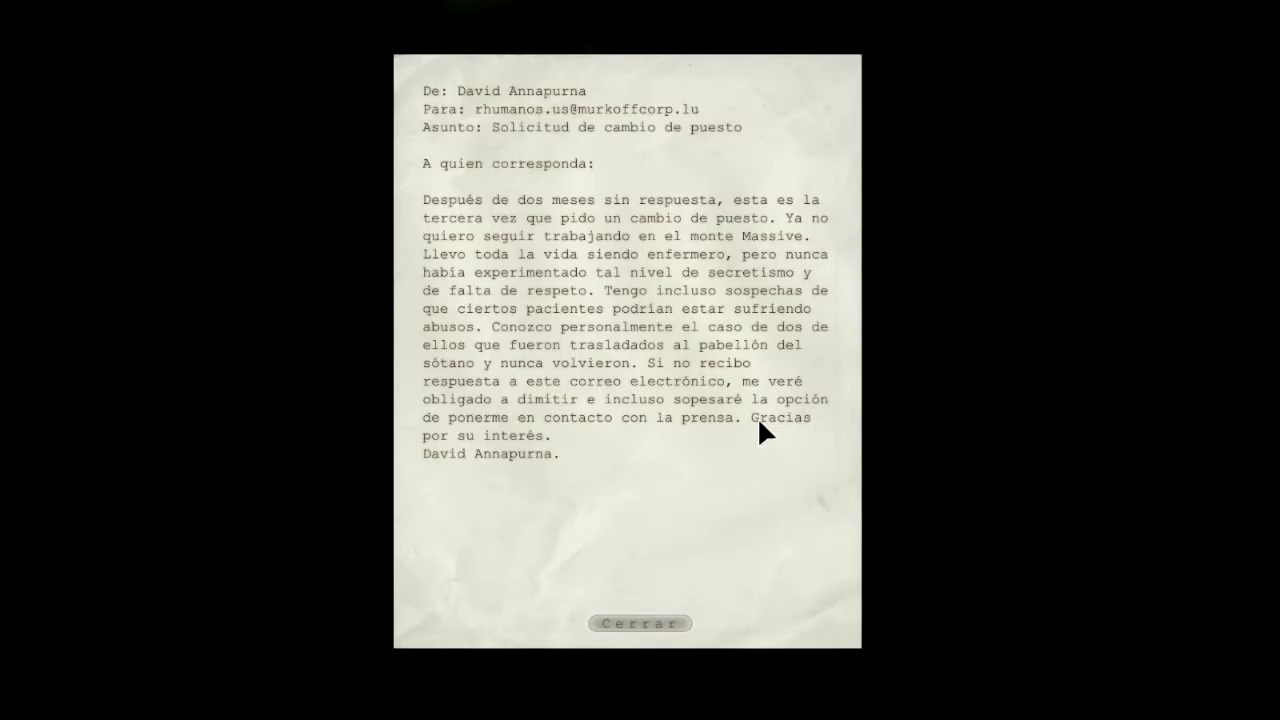 De: David Annapurna
Para: rhumanos.us@murkoffcorp.lu
Asunto: Solicitud de cambio de puesto
A quien corresponda:
Después de dos meses sin respuesta, esta es la
tercera vez que pido un cambio de puesto. Ya no
quiero seguir trabajando en el monte Massive.
Llevo toda la vida siendo enfermero, pero nunca
había experimentado tal nivel de secretismo y
de falta de respeto. Tengo incluso sospechas de
que ciertos pacientes podrían estar sufriendo
abusos. Conozco personalmente el caso de dos de
ellos que fueron trasladados al pabellón del
sótano y nunca volvieron. Si no recibo
respuesta a este correo electrónico, me veré
obligado a dimitir e incluso sopesaré la opción
de ponerme en contacto con la prensa. Gracias
por su interés.
David Annapurna.
Cerrar